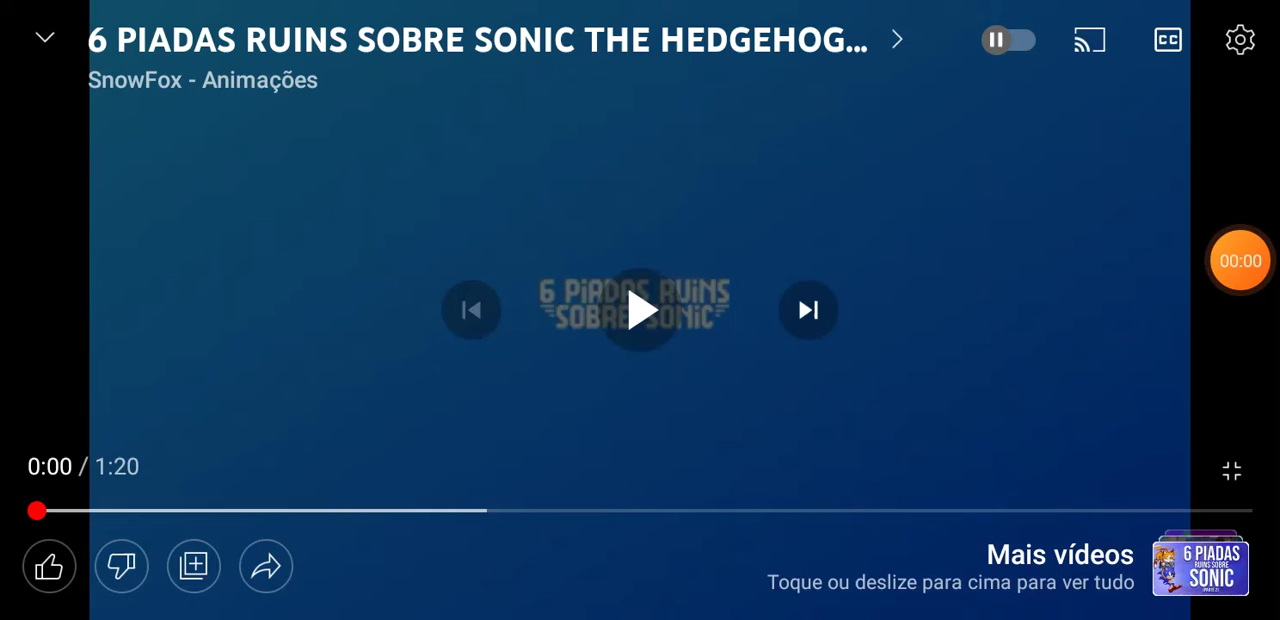 6 PIADAS RUINS SOBRE SONIC THE HEDGEHOG...
SnowFox - Animações
CC
00:00
6 PIADAS RUINS
SOBRE SONIC
0:00 / 1:20
Mais vídeos
Toque ou deslize para cima para ver tudo
6 PIADAS
RUINS SOBRE
SONIC